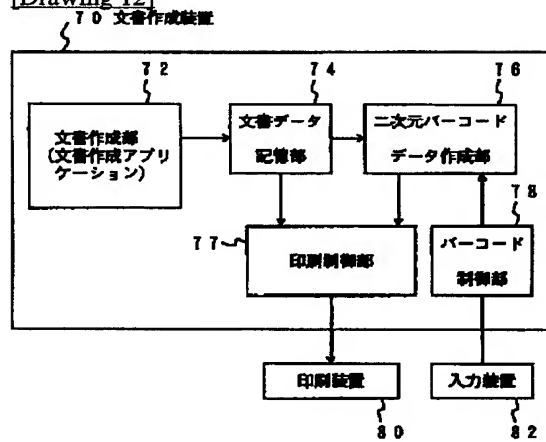 [Drawing 12]
70 文書作成装置
72
74
76
文書作成部
(文書作成アプリ
ケーション)
文書データ
記憶部
二次元バーコード
データ作成部
77
78
印刷制御部
バーコード
制御部
印刷装置
入力装置
80
82